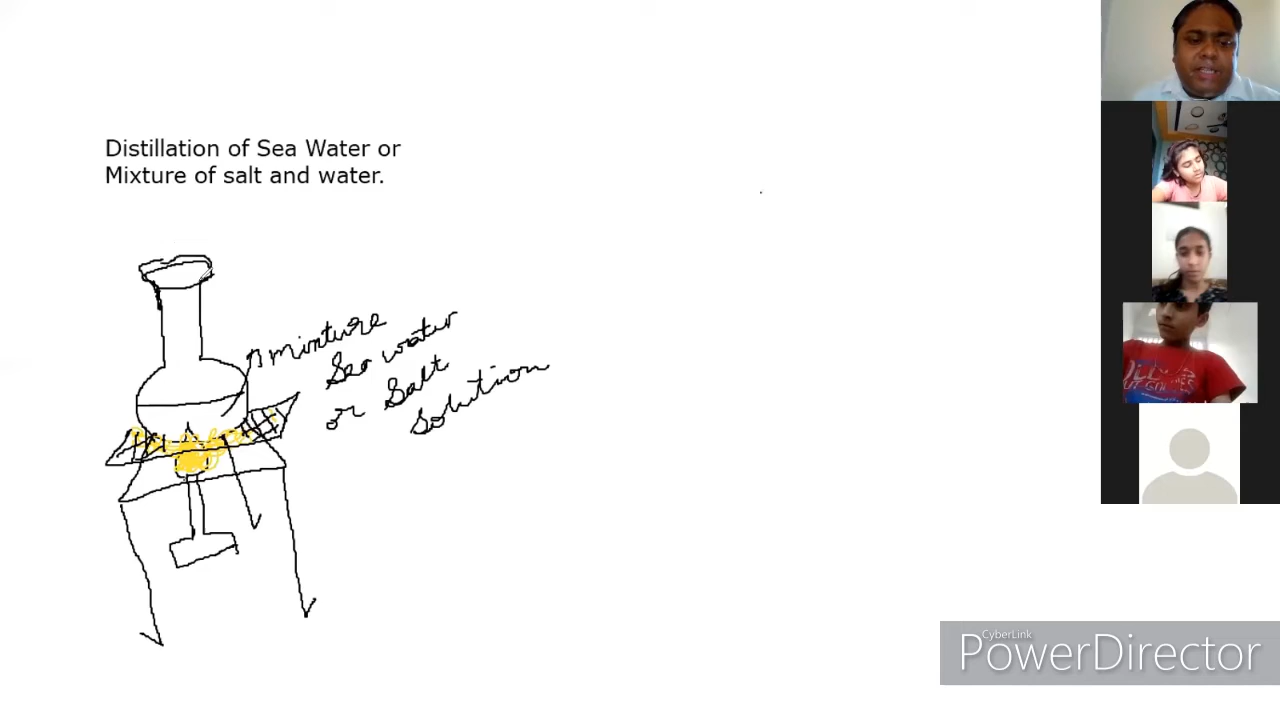 Distillation of Sea Water or
Mixture of salt and water.
mixture
Sea water
or Salt
Solution
CyberLink
PowerDirector